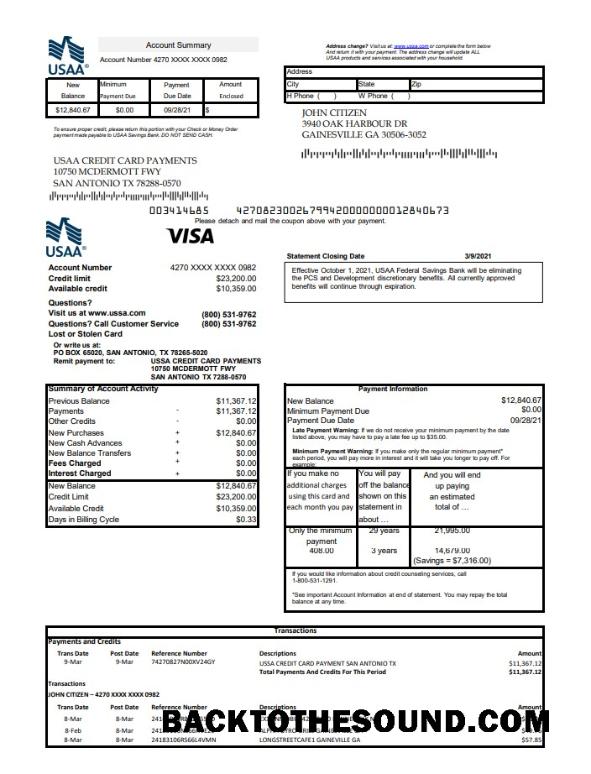 USAA®
Account Summary
Account Number 4270 XXXX XXXX 0982
New Balance
Minimum Payment Due
Payment Due Date
Amount Enclosed
$12,840.67
$0.00
09/28/21
$
To ensure proper credit, please return this portion with your Check or Money Order
payment made payable to USAA Savings Bank. DO NOT SEND CASH.
Address change? Visit us at: www.usaa.com or complete the form below
And return it with your payment. The address change will update ALL
USAA products and services associated with your household.
Address
City State Zip
H Phone ( ) W Phone ( )
JOHN CITIZEN
3940 OAK HARBOUR DR
GAINESVILLE GA 30506-3052
USAA CREDIT CARD PAYMENTS
10750 MCDERMOTT FWY
SAN ANTONIO TX 78288-0570
003414685 4270823002679942000000012840673
Please detach and mail the coupon above with your payment.
USAA®
VISA
Account Number 4270 XXXX XXXX 0982
Credit limit $23,200.00
Available credit $10,359.00
Questions?
Visit us at www.ussa.com (800) 531-9762
Questions? Call Customer Service (800) 531-9762
Lost or Stolen Card
Or write us at:
PO BOX 65020, SAN ANTONIO, TX 78265-5020
Remit payment to: USSA CREDIT CARD PAYMENTS
10750 MCDERMOTT FWY
SAN ANTONIO TX 7288-0570
Statement Closing Date 3/9/2021
Effective October 1, 2021, USAA Federal Savings Bank will be eliminating
the PCS and Development discretionary benefits. All currently approved
benefits will continue through expiration.
Summary of Account Activity
Previous Balance $11,367.12
Payments - $11,367.12
Other Credits - $0.00
New Purchases + $12,840.67
New Cash Advances + $0.00
New Balance Transfers + $0.00
Fees Charged + $0.00
Interest Charged + $0.00
New Balance $12,840.67
Credit Limit $23,200.00
Available Credit $10,359.00
Days in Billing Cycle $0.33
Payment Information
New Balance $12,840.67
Minimum Payment Due $0.00
Payment Due Date 09/28/21
Late Payment Warning: If we do not receive your minimum payment by the date
listed above, you may have to pay a late fee up to $35.00.
Minimum Payment Warning: If you make only the regular minimum payment*
each period, you will pay more in interest and it will take you longer to pay off. For
example:
If you make no additional charges using this card and each month you pay
You will pay off the balance shown on this statement in about ...
And you will end up paying an estimated total of ...
Only the minimum payment 29 years 21,995.00
408.00 3 years 14,679.00
(Savings = $7,316.00)
If you would like information about credit counseling services, call
1-800-531-1291.
*See important Account Information at end of statement. You may repay the total
balance at any time.
Transactions
Payments and Credits
Trans Date Post Date Reference Number Descriptions Amount
9-Mar 9-Mar 74270827N00XV24GY USSA CREDIT CARD PAYMENT SAN ANTONIO TX $11,367.12
Total Payments And Credits For This Period $11,367.12
Transactions
JOHN CITIZEN – 4270 XXXX XXXX 0982
Trans Date Post Date Reference Number Descriptions Amount
8-Mar 8-Mar
8-Feb 8-Mar
8-Mar 8-Mar 24183106RS66L4VMN LONGSTREETCAFE1 GAINEVILLE GA $57.85
BACKTOTHESOUND.COM